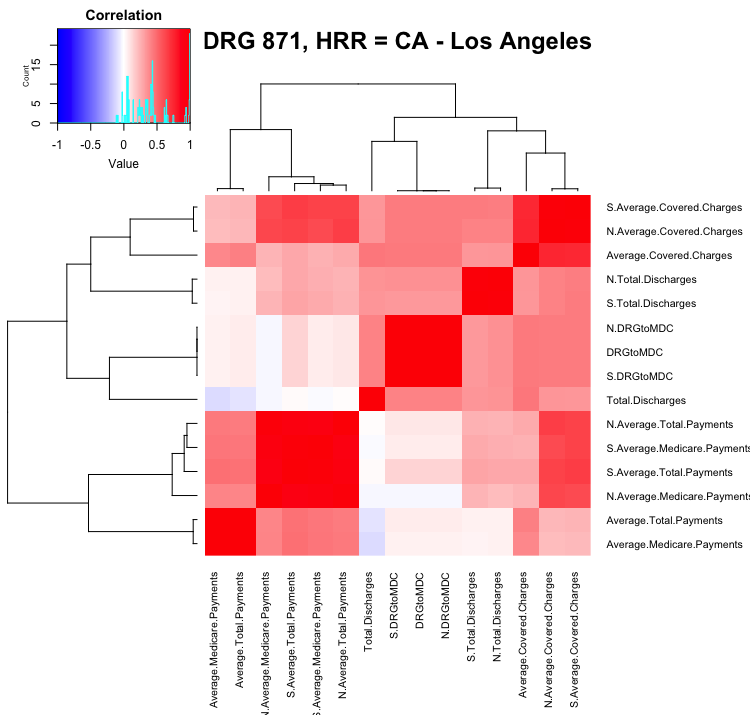 Correlation
DRG 871, HRR = CA - Los Angeles
Count
0
5
15
-1 -0.5 0 0.5 1
Value
S.Average.Covered.Charges
N.Average.Covered.Charges
Average.Covered.Charges
N.Total.Discharges
S.Total.Discharges
N.DRGtoMDC
DRGtoMDC
S.DRGtoMDC
Total.Discharges
N.Average.Total.Payments
S.Average.Medicare.Payments
S.Average.Total.Payments
N.Average.Medicare.Payments
Average.Total.Payments
Average.Medicare.Payments
Average.Medicare.Payments
Average.Total.Payments
N.Average.Medicare.Payments
S.Average.Total.Payments
S.Average.Medicare.Payments
N.Average.Total.Payments
Total.Discharges
S.DRGtoMDC
DRGtoMDC
N.DRGtoMDC
S.Total.Discharges
N.Total.Discharges
Average.Covered.Charges
N.Average.Covered.Charges
S.Average.Covered.Charges